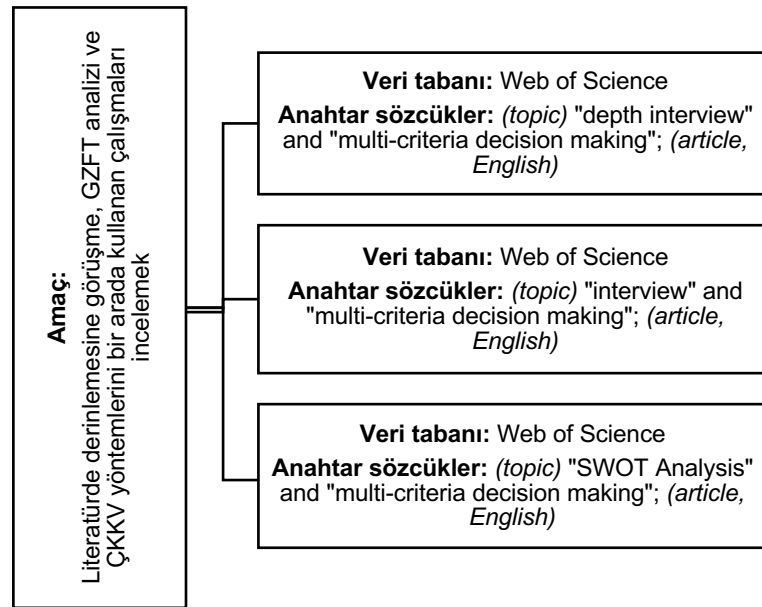 Amaç:
Literatürde derinlemesine görüşme, GZFT analizi ve
ÇKKV yöntemlerini bir arada kullanan çalışmaları
incelemek
Veri tabanı: Web of Science
Anahtar sözcükler: (topic) "depth interview"
and "multi-criteria decision making"; (article,
English)
Veri tabanı: Web of Science
Anahtar sözcükler: (topic) "interview" and
"multi-criteria decision making"; (article,
English)
Veri tabanı: Web of Science
Anahtar sözcükler: (topic) "SWOT Analysis"
and "multi-criteria decision making"; (article,
English)